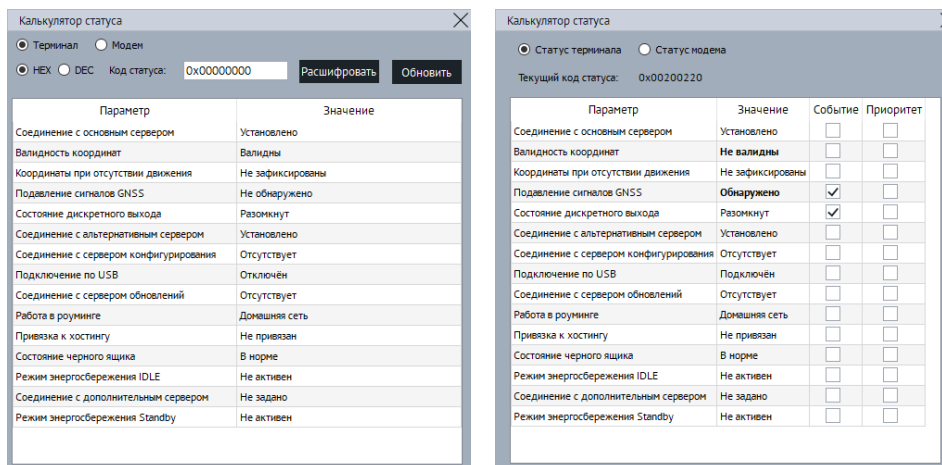 Калькулятор статуса
Терминал Модем
HEX DEC Код статуса: 0x00000000 Расшифровать Обновить
Параметр Значение
Соединение с основным сервером Установлено
Валидность координат Валидны
Координаты при отсутствии движения Не зафиксированы
Подавление сигналов GNSS Не обнаружено
Состояние дискретного выхода Разомкнут
Соединение с альтернативным сервером Установлено
Соединение с сервером конфигурирования Отсутствует
Подключение по USB Отключён
Соединение с сервером обновлений Отсутствует
Работа в роуминге Домашняя сеть
Привязка к хостингу Не привязан
Состояние черного ящика В норме
Режим энергосбережения IDLE Не активен
Соединение с дополнительным сервером Не задано
Режим энергосбережения Standby Не активен
Калькулятор статуса
Статус терминала Статус модема
Текущий код статуса: 0x00200220
Параметр Значение Событие Приоритет
Соединение с основным сервером Установлено
Валидность координат Не валидны
Координаты при отсутствии движения Не зафиксированы
Подавление сигналов GNSS Обнаружено
Состояние дискретного выхода Разомкнут
Соединение с альтернативным сервером Установлено
Соединение с сервером конфигурирования Отсутствует
Подключение по USB Подключён
Соединение с сервером обновлений Отсутствует
Работа в роуминге Домашняя сеть
Привязка к хостингу Не привязан
Состояние черного ящика В норме
Режим энергосбережения IDLE Не активен
Соединение с дополнительным сервером Не задано
Режим энергосбережения Standby Не активен